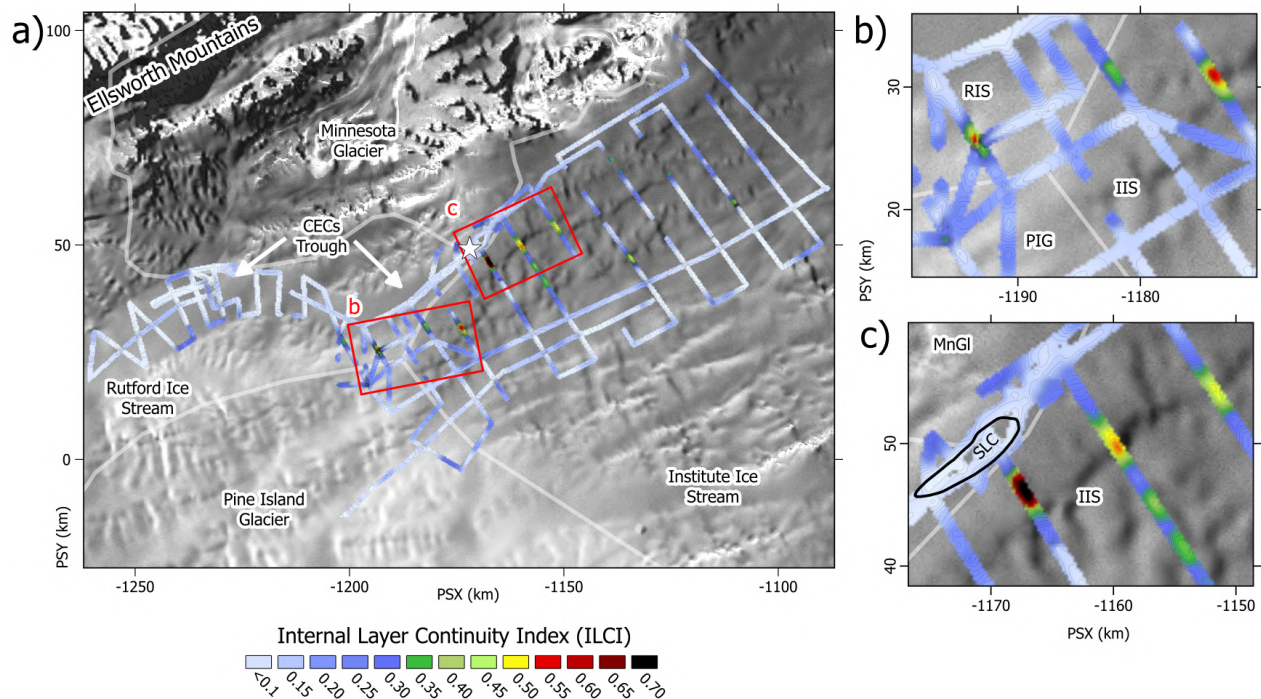 a)
100
50
0
PSY (km)
Ellsworth Mountains
Minnesota
Glacier
CECs
Trough
c
b
Rutford Ice
Stream
Pine Island
Glacier
Institute Ice
Stream
-1250
-1200
-1150
-1100
PSX (km)
b)
30
20
PSY (km)
RIS
IIS
PIG
-1190
-1180
c)
50
40
MnGl
SLC
IIS
-1170
-1160
-1150
PSX (km)
Internal Layer Continuity Index (ILCI)
<0.1
0.15
0.20
0.25
0.30
0.35
0.40
0.45
0.50
0.55
0.60
0.65
0.70